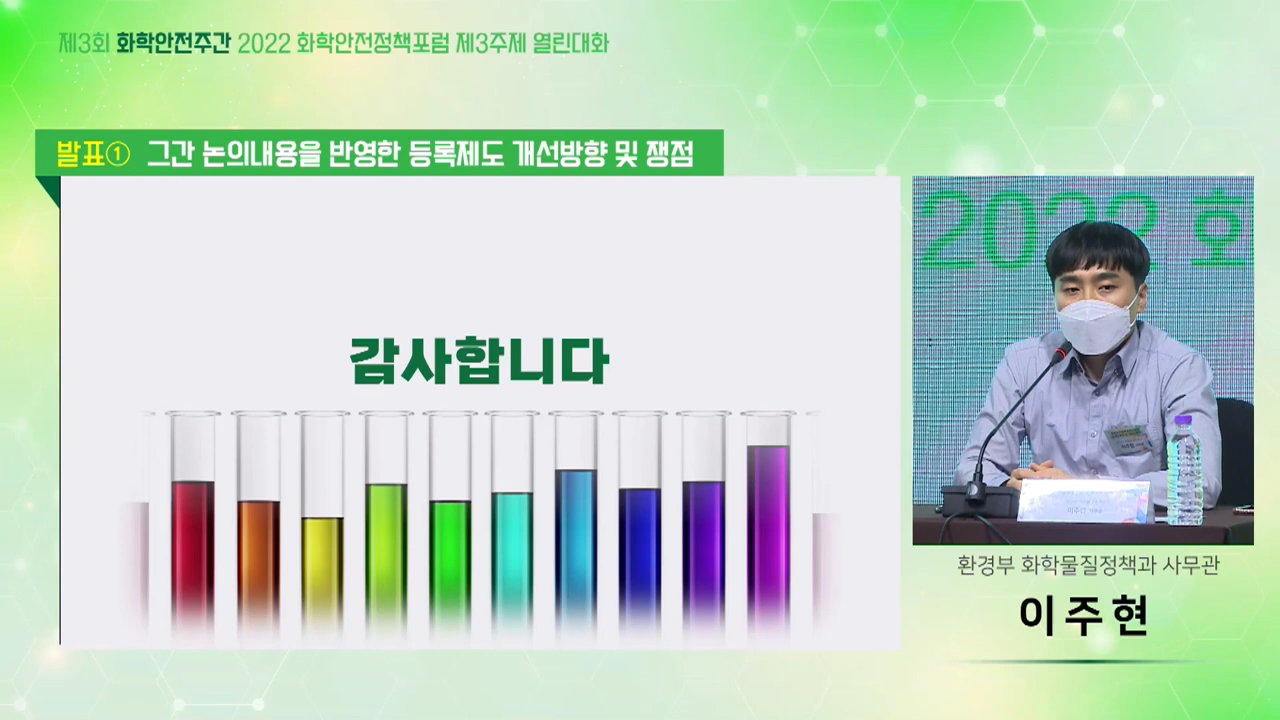 제3회 화학안전주간 2022 화학안전정책포럼 제3주제 열린대화
발표① 그간 논의내용을 반영한 등록제도 개선방향 및 쟁점
감사합니다
2022 화
환경부 화학물질정책과 사무관
이주현